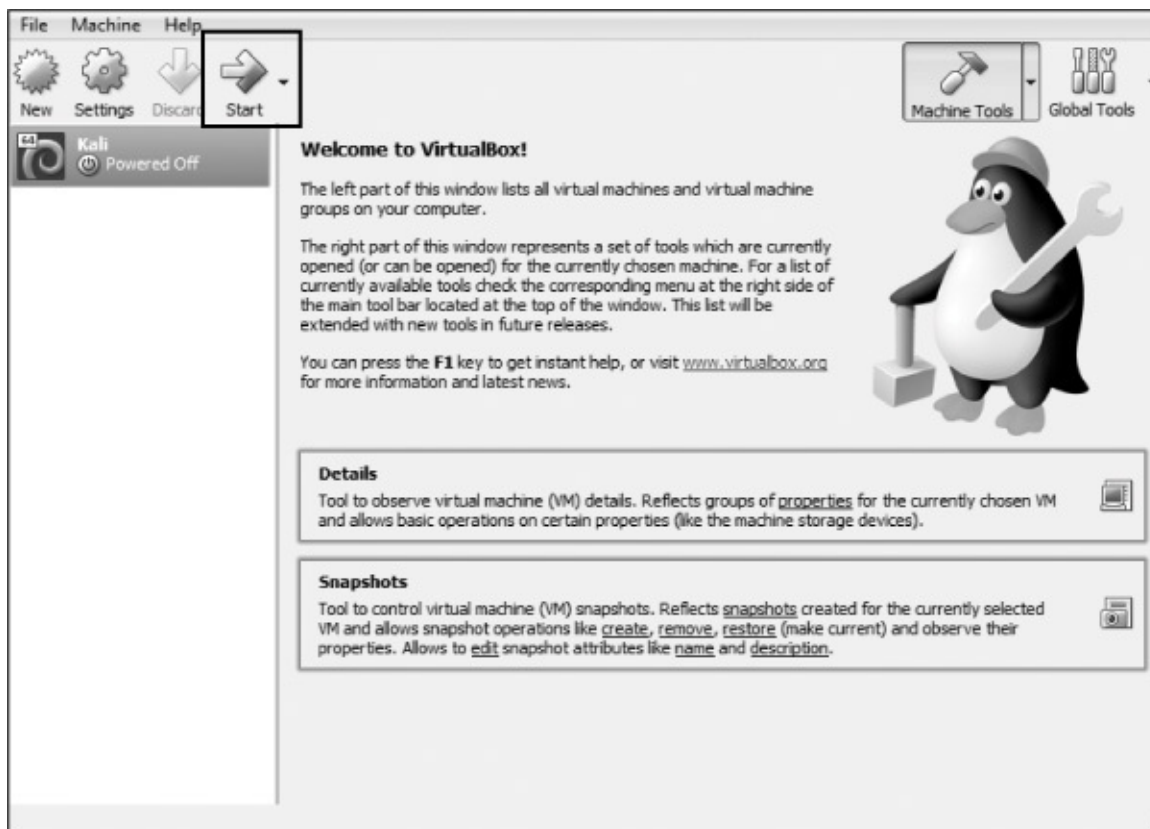 File Machine Help
New Settings Discard Start Machine Tools Global Tools
64
Kali
Powered Off
Welcome to VirtualBox!
The left part of this window lists all virtual machines and virtual machine
groups on your computer.
The right part of this window represents a set of tools which are currently
opened (or can be opened) for the currently chosen machine. For a list of
currently available tools check the corresponding menu at the right side of
the main tool bar located at the top of the window. This list will be
extended with new tools in future releases.
You can press the F1 key to get instant help, or visit www.virtualbox.org
for more information and latest news.
Details
Tool to observe virtual machine (VM) details. Reflects groups of properties for the currently chosen VM
and allows basic operations on certain properties (like the machine storage devices).
Snapshots
Tool to control virtual machine (VM) snapshots. Reflects snapshots created for the currently selected
VM and allows snapshot operations like create, remove, restore (make current) and observe their
properties. Allows to edit snapshot attributes like name and description.